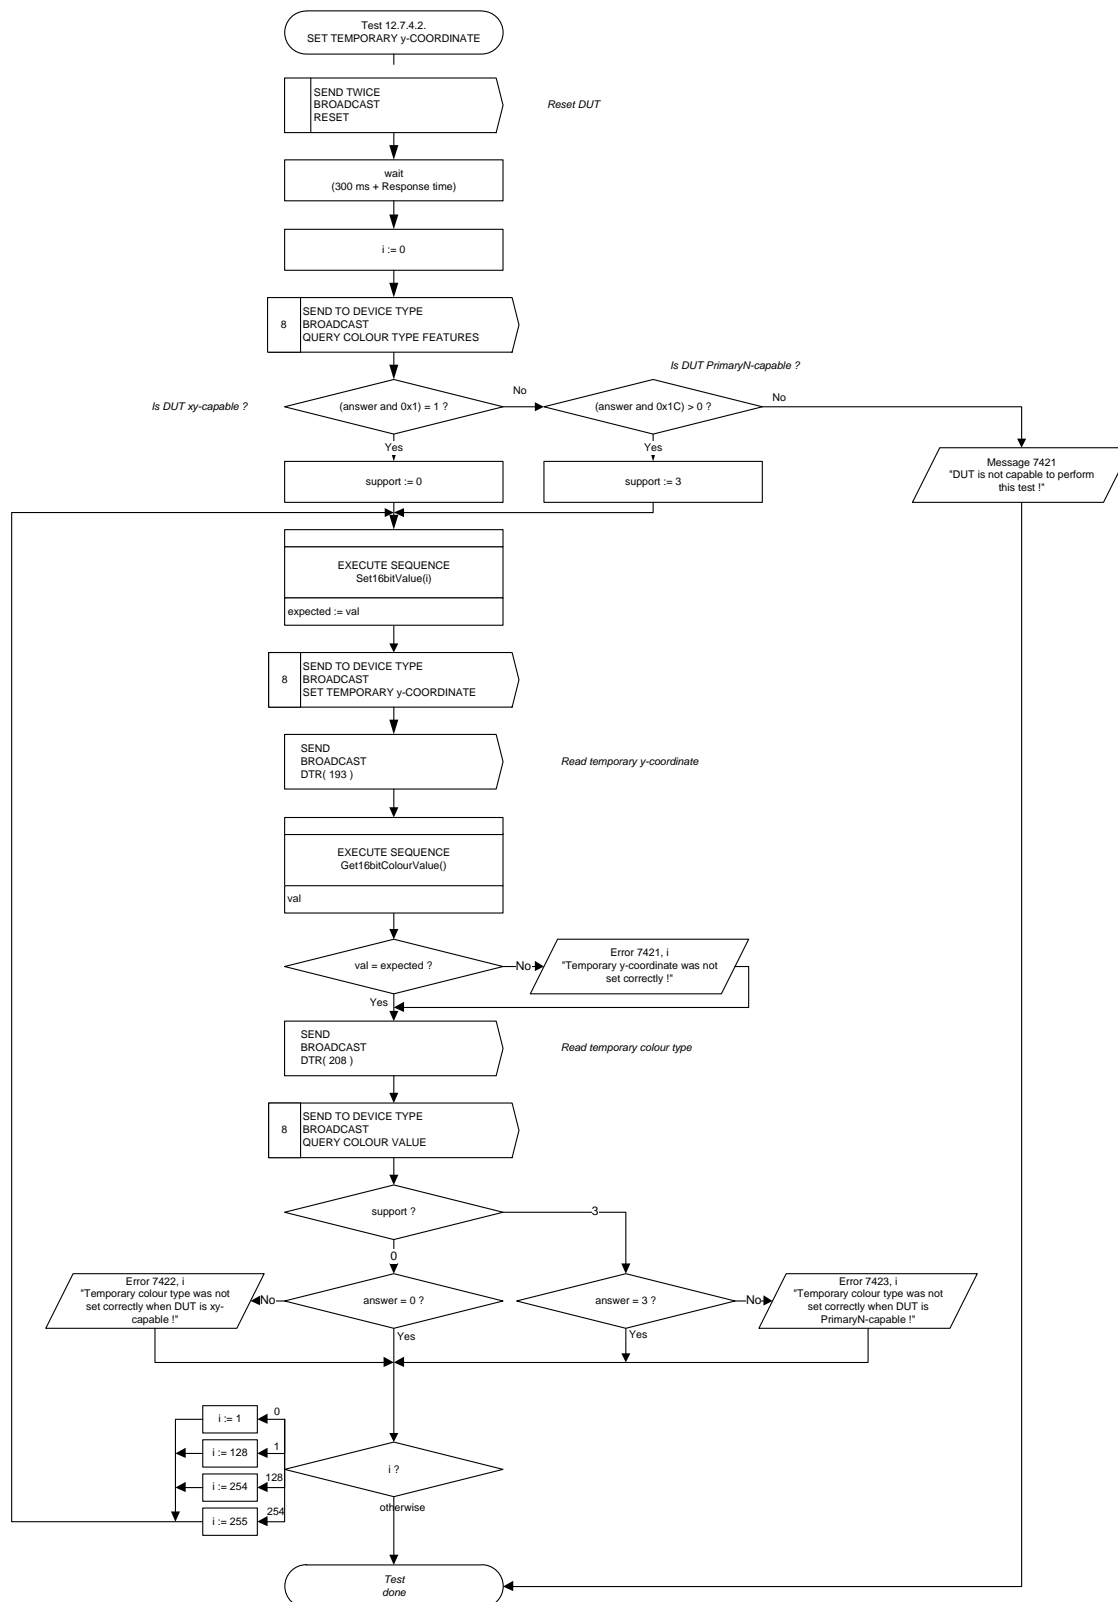 Test 12.7.4.2.
SET TEMPORARY y-COORDINATE
SEND TWICE
BROADCAST
RESET
Reset DUT
wait
(300 ms + Response time)
i := 0
8
SEND TO DEVICE TYPE
BROADCAST
QUERY COLOUR TYPE FEATURES
Is DUT PrimaryN-capable ?
Is DUT xy-capable ?
(answer and 0x1) = 1 ?
No
(answer and 0x1C) > 0 ?
No
Yes
Yes
Message 7421
"DUT is not capable to perform
this test !"
support := 0
support := 3
EXECUTE SEQUENCE
Set16bitValue(i)
expected := val
8
SEND TO DEVICE TYPE
BROADCAST
SET TEMPORARY y-COORDINATE
SEND
BROADCAST
DTR( 193 )
Read temporary y-coordinate
EXECUTE SEQUENCE
Get16bitColourValue()
val
val = expected ?
No
Error 7421, i
"Temporary y-coordinate was not
set correctly !"
Yes
SEND
BROADCAST
DTR( 208 )
Read temporary colour type
8
SEND TO DEVICE TYPE
BROADCAST
QUERY COLOUR VALUE
support ?
3
0
Error 7422, i
"Temporary colour type was not
set correctly when DUT is xy-
capable !"
No
answer = 0 ?
answer = 3 ?
No
Error 7423, i
"Temporary colour type was not
set correctly when DUT is
PrimaryN-capable !"
Yes
Yes
i := 1
0
i := 128
1
i := 254
128
i := 255
254
i ?
otherwise
Test
done